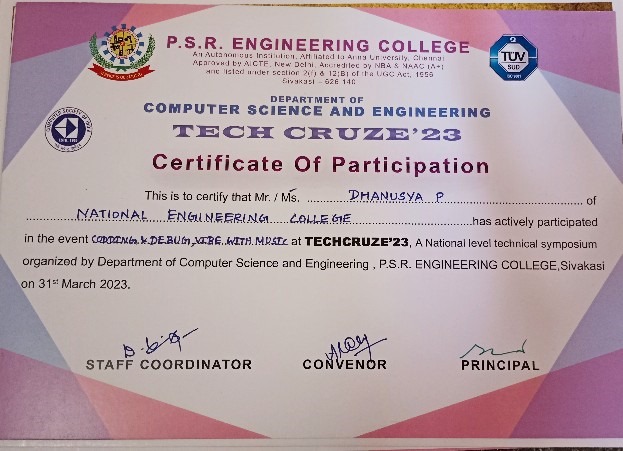 P.S.R. ENGINEERING COLLEGE
An Autonomous Institution, Affiliated to Anna University, Chennai
Approved by AICTE, New Delhi, Accredited by NBA & NAAC (A+)
and listed under section 2(f) & 12(B) of the UGC Act, 1956
Sivakasi – 626 140
TUV
SUD
DEPARTMENT OF
COMPUTER SCIENCE AND ENGINEERING
TECH CRUZE'23
Certificate Of Participation
This is to certify that Mr. / Ms. DHANUSYA P of
NATIONAL ENGINEERING COLLEGE has actively participated
in the event CODDING & DEBUG, VIBE WITH MUSIC at TECHCRUZE'23, A National level technical symposium
organized by Department of Computer Science and Engineering , P.S.R. ENGINEERING COLLEGE,Sivakasi
on 31st March 2023.
STAFF COORDINATOR CONVENOR PRINCIPAL